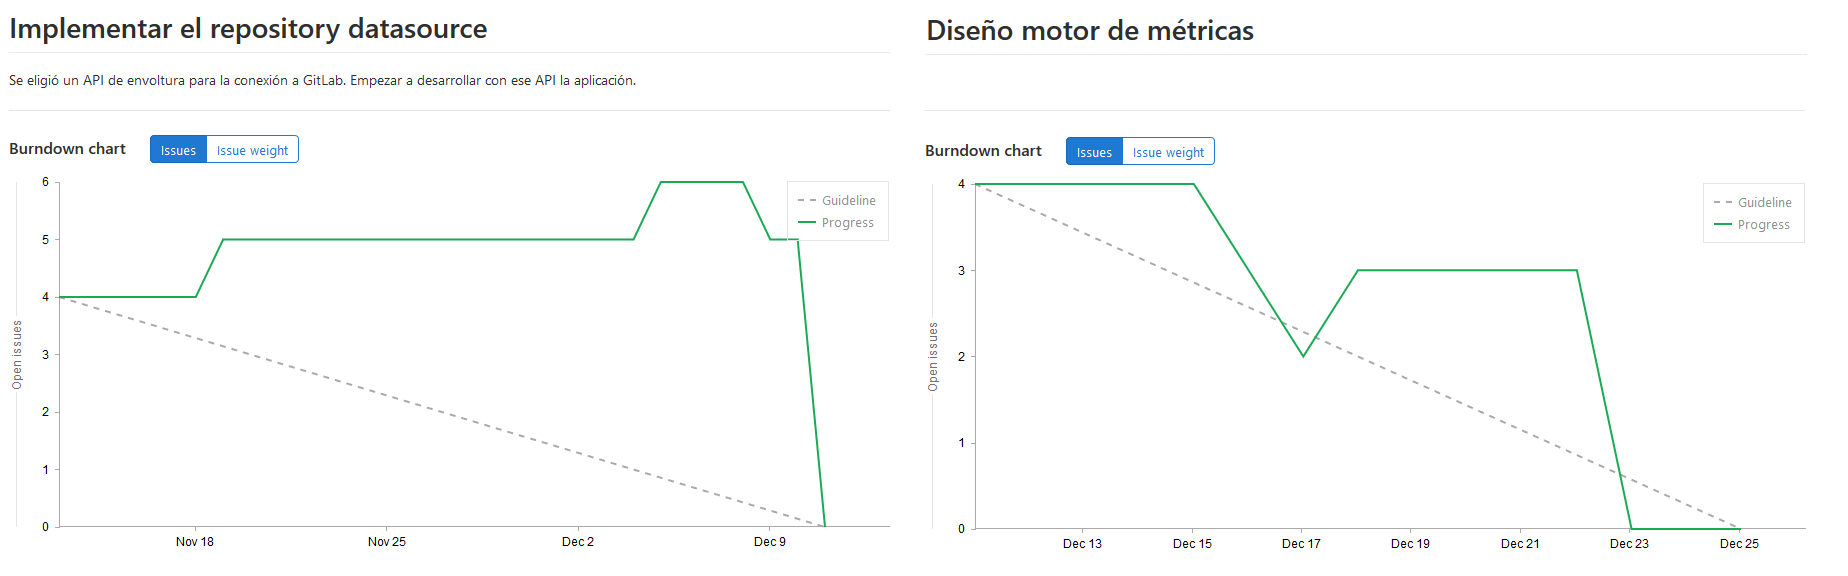 Implementar el repository datasource
Se eligió un API de envoltura para la conexión a GitLab. Empezar a desarrollar con ese API la aplicación.
Burndown chart
Issues
Issue weight
6
5
4
3
2
1
0
Open issues
Guideline
Progress
Nov 18
Nov 25
Dec 2
Dec 9
Diseño motor de métricas
Burndown chart
Issues
Issue weight
4
3
2
1
0
Open issues
Guideline
Progress
Dec 13
Dec 15
Dec 17
Dec 19
Dec 21
Dec 23
Dec 25